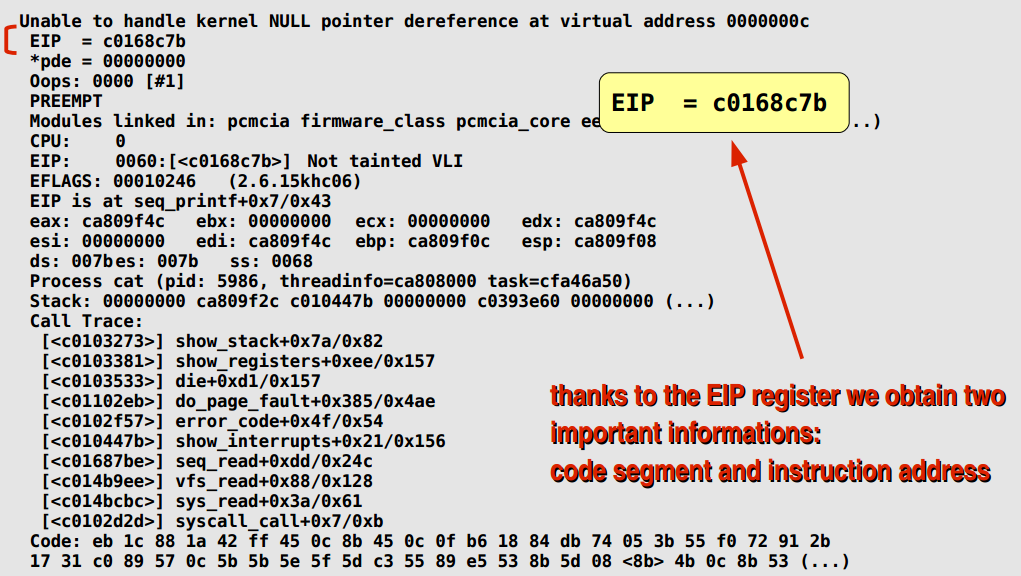 Unable to handle kernel NULL pointer dereference at virtual address 0000000c
EIP  = c0168c7b
*pde = 00000000
Oops: 0000 [#1]
PREEMPT
Modules linked in: pcmcia firmware_class pcmcia_core ee ..)
EIP  = c0168c7b
CPU:    0
EIP:    0060:[<c0168c7b>] Not tainted VLI
EFLAGS: 00010246   (2.6.15khc06)
EIP is at seq_printf+0x7/0x43
eax: ca809f4c   ebx: 00000000   ecx: 00000000   edx: ca809f4c
esi: 00000000   edi: ca809f4c   ebp: ca809f0c   esp: ca809f08
ds: 007b es: 007b   ss: 0068
Process cat (pid: 5986, threadinfo=ca808000 task=cfa46a50)
Stack: 00000000 ca809f2c c010447b 00000000 c0393e60 00000000 (...)
Call Trace:
[<c0103273>] show_stack+0x7a/0x82
[<c0103381>] show_registers+0xee/0x157
[<c0103533>] die+0xd1/0x157
[<c01102eb>] do_page_fault+0x385/0x4ae
[<c0102f57>] error_code+0x4f/0x54
[<c010447b>] show_interrupts+0x21/0x156
[<c01687be>] seq_read+0xdd/0x24c
[<c014b9ee>] vfs_read+0x88/0x128
[<c014bcbc>] sys_read+0x3a/0x61
[<c0102d2d>] syscall_call+0x7/0xb
Code: eb 1c 88 1a 42 ff 45 0c 8b 45 0c 0f b6 18 84 db 74 05 3b 55 f0 72 91 2b
17 31 c0 89 57 0c 5b 5b 5e 5f 5d c3 55 89 e5 53 8b 5d 08 <8b> 4b 0c 8b 53 (...)
thanks to the EIP register we obtain two
important informations:
code segment and instruction address